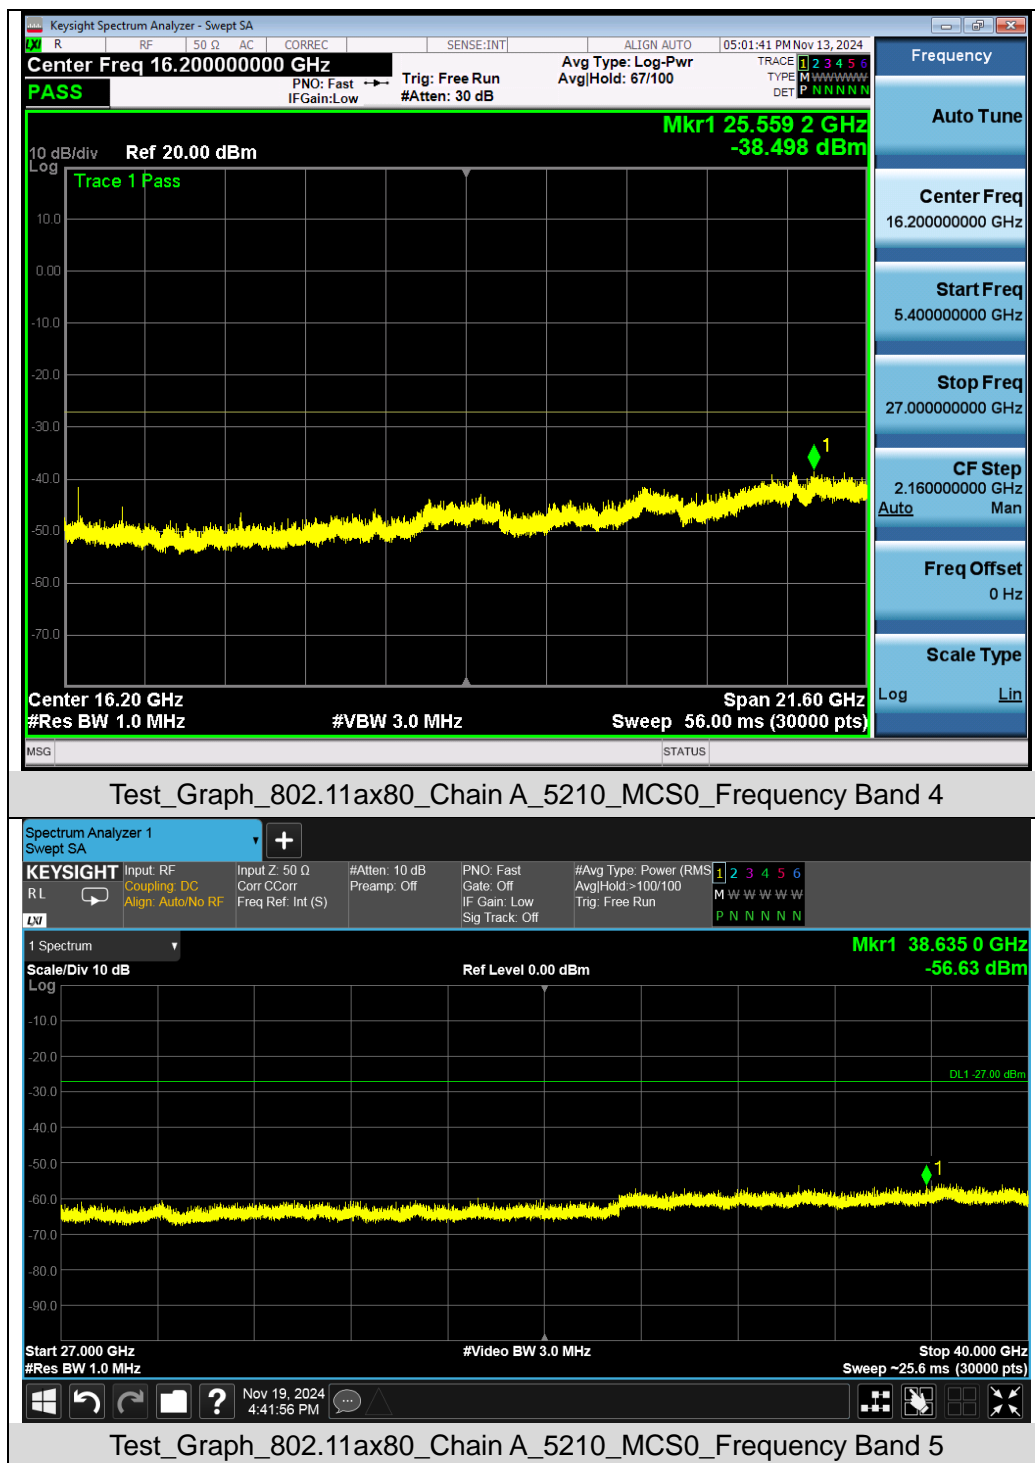 Keysight Spectrum Analyzer - Swept SA
LXI R RF 50 Ω AC CORREC SENSE:INT ALIGN AUTO 05:01:41 PM Nov 13, 2024
Center Freq 16.200000000 GHz
PASS
PNO: Fast
IFGain:Low
Trig: Free Run
#Atten: 30 dB
Avg Type: Log-Pwr
Avg|Hold: 67/100
TRACE 1 2 3 4 5 6
TYPE M WWWWW
DET P N N N N N
Mkr1 25.559 2 GHz
-38.498 dBm
10 dB/div Ref 20.00 dBm
Log
Trace 1 Pass
10.0
0.00
-10.0
-20.0
-30.0
-40.0
-50.0
-60.0
-70.0
1
Center 16.20 GHz Span 21.60 GHz
#Res BW 1.0 MHz #VBW 3.0 MHz Sweep 56.00 ms (30000 pts)
MSG STATUS
Frequency
Auto Tune
Center Freq
16.200000000 GHz
Start Freq
5.400000000 GHz
Stop Freq
27.000000000 GHz
CF Step
2.160000000 GHz
Auto Man
Freq Offset
0 Hz
Scale Type
Log Lin
Test_Graph_802.11ax80_Chain A_5210_MCS0_Frequency Band 4
Spectrum Analyzer 1
Swept SA
+
KEYSIGHT
RL
LXI
Input: RF
Coupling: DC
Align: Auto/No RF
Input Z: 50 Ω
Corr CCorr
Freq Ref: Int (S)
#Atten: 10 dB
Preamp: Off
PNO: Fast
Gate: Off
IF Gain: Low
Sig Track: Off
#Avg Type: Power (RMS
Avg|Hold:>100/100
Trig: Free Run
1 2 3 4 5 6
M W W W W W
P N N N N N
1 Spectrum
Mkr1 38.635 0 GHz
Scale/Div 10 dB Ref Level 0.00 dBm -56.63 dBm
Log
-10.0
-20.0
DL1 -27.00 dBm
-30.0
-40.0
-50.0
1
-60.0
-70.0
-80.0
-90.0
Start 27.000 GHz #Video BW 3.0 MHz Stop 40.000 GHz
#Res BW 1.0 MHz Sweep ~25.6 ms (30000 pts)
?
Nov 19, 2024
4:41:56 PM
Test_Graph_802.11ax80_Chain A_5210_MCS0_Frequency Band 5